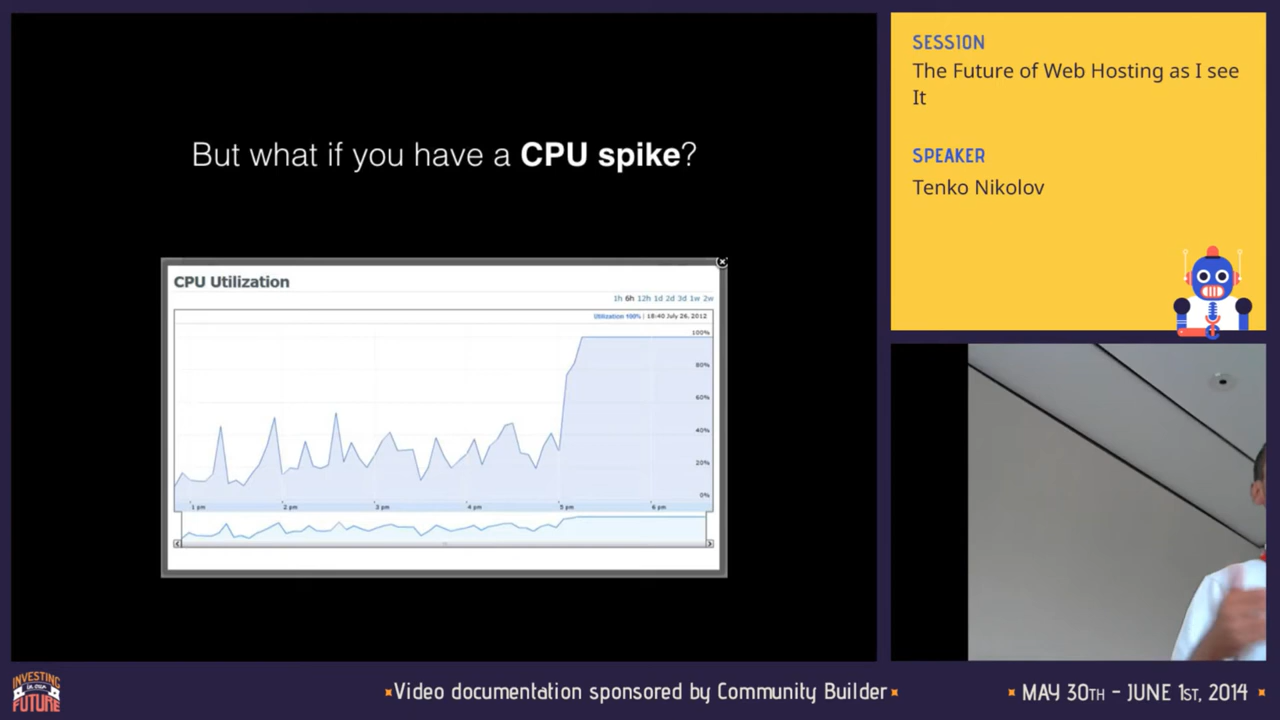 But what if you have a CPU spike?
CPU Utilization
1h 6h 12h 1d 2d 3d 1w 2w
Utilization 100% | 18:40 July 26, 2012
100%
80%
60%
40%
20%
0%
1 pm 2 pm 3 pm 4 pm 5 pm 6 pm
SESSION
The Future of Web Hosting as I see
It
SPEAKER
Tenko Nikolov
INVESTING
IN OUR
FUTURE
Video documentation sponsored by Community Builder
MAY 30TH - JUNE 1ST, 2014